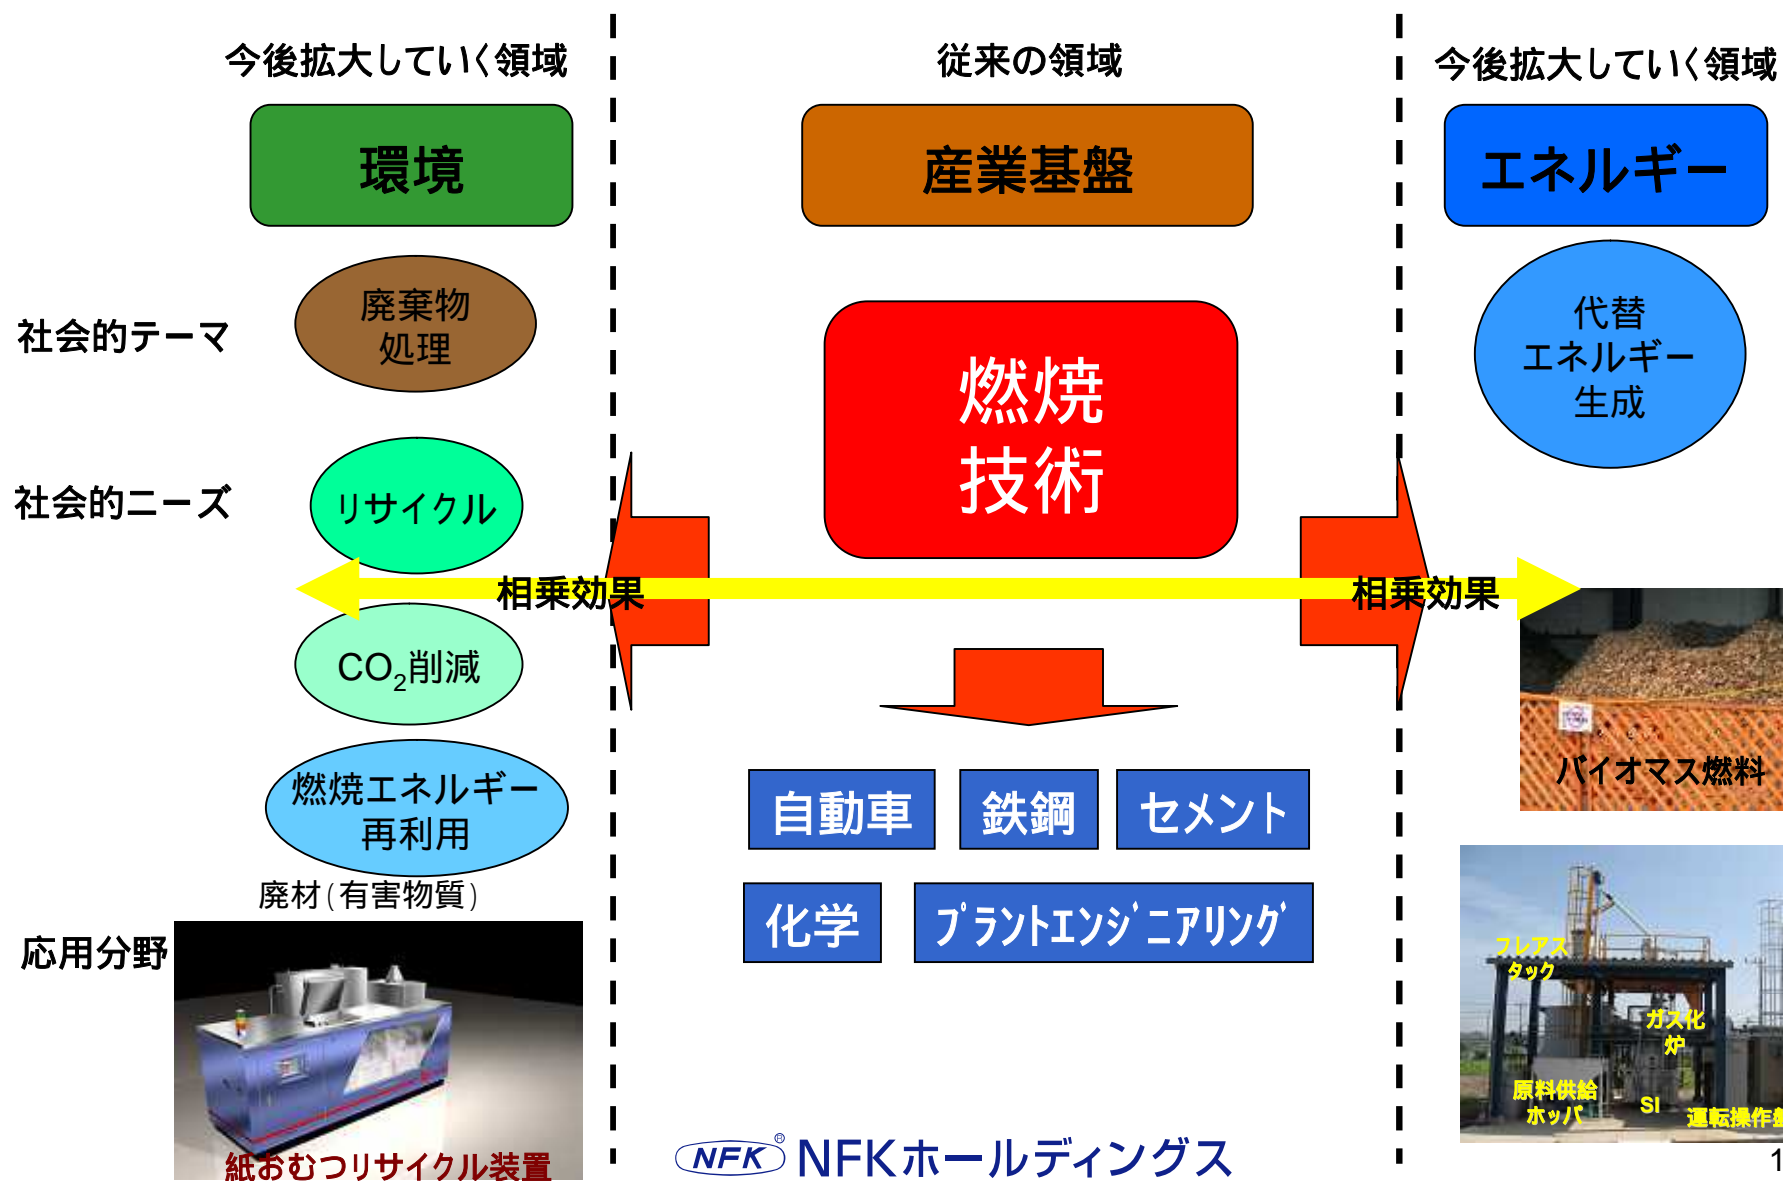 今後拡大していく領域
従来の領域
今後拡大していく領域
環境
産業基盤
エネルギー
社会的テーマ
廃棄物
処理
燃焼
技術
代替
エネルギー
生成
社会的ニーズ
リサイクル
相乗効果
相乗効果
CO2削減
燃焼エネルギー
再利用
自動車
鉄鋼
セメント
バイオマス燃料
化学
プラントエンジニアリング
廃材(有害物質)
応用分野
紙おむつリサイクル装置
フレアス
タック
ガス化
炉
原料供給
ホッパ
SI
運転操作盤
NFK®
NFKホールディングス
1